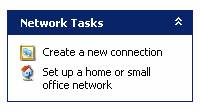 Network Tasks
Create a new connection
Set up a home or small
office network